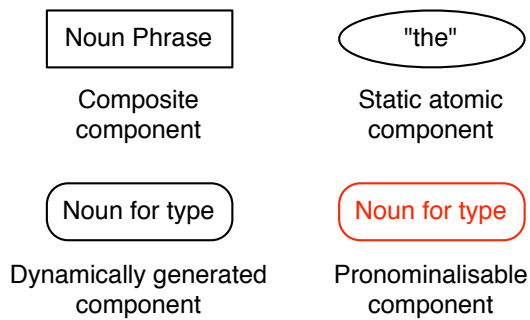 Noun Phrase
"the"
Composite
component
Static atomic
component
Noun for type
Noun for type
Dynamically generated
component
Pronominalisable
component